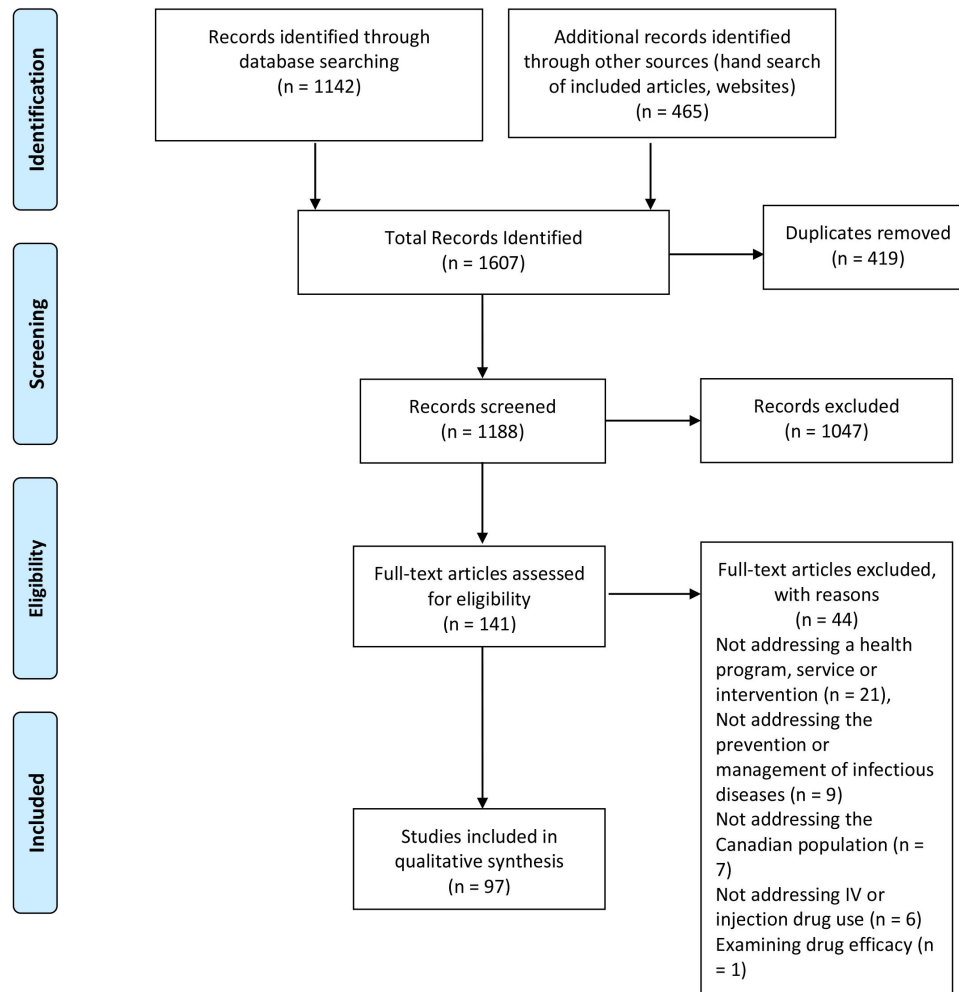 Identification
Records identified through
database searching
(n = 1142)
Additional records identified
through other sources (hand search
of included articles, websites)
(n = 465)
Total Records Identified
(n = 1607)
Duplicates removed
(n = 419)
Screening
Records screened
(n = 1188)
Records excluded
(n = 1047)
Eligibility
Full-text articles assessed
for eligibility
(n = 141)
Full-text articles excluded,
with reasons
(n = 44)
Not addressing a health
program, service or
intervention (n = 21),
Not addressing the
prevention or
management of infectious
diseases (n = 9)
Not addressing the
Canadian population (n =
7)
Not addressing IV or
injection drug use (n = 6)
Examining drug efficacy (n
= 1)
Included
Studies included in
qualitative synthesis
(n = 97)